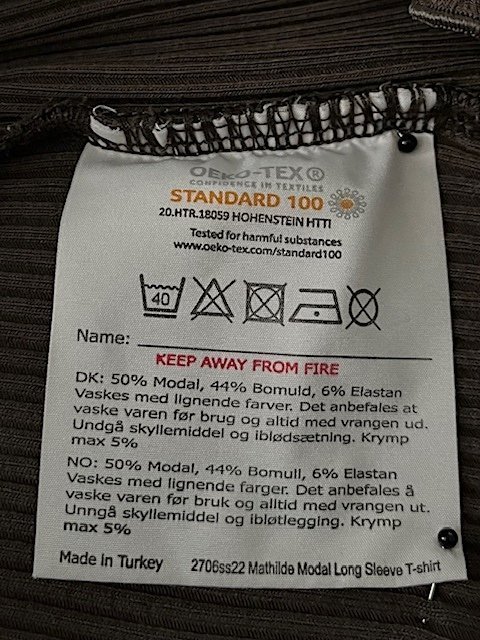 OEKO-TEX®
CONFIDENCE IN TEXTILES
STANDARD 100
20.HTR.18059 HOHENSTEIN HTTI
Tested for harmful substances
www.oeko-tex.com/standard100
40
Name:
KEEP AWAY FROM FIRE
DK: 50% Modal, 44% Bomuld, 6% Elastan
Vaskes med lignende farver. Det anbefales at
vaske varen før brug og altid med vrangen ud.
Undgå skyllemiddel og iblødsætning. Krymp
max 5%
NO: 50% Modal, 44% Bomull, 6% Elastan
Vaskes med lignende farger. Det anbefales å
vaske varen før bruk og alltid med vrangen ut.
Unngå skyllemiddel og ibløtlegging. Krymp
max 5%
Made in Turkey 2706ss22 Mathilde Modal Long Sleeve T-shirt